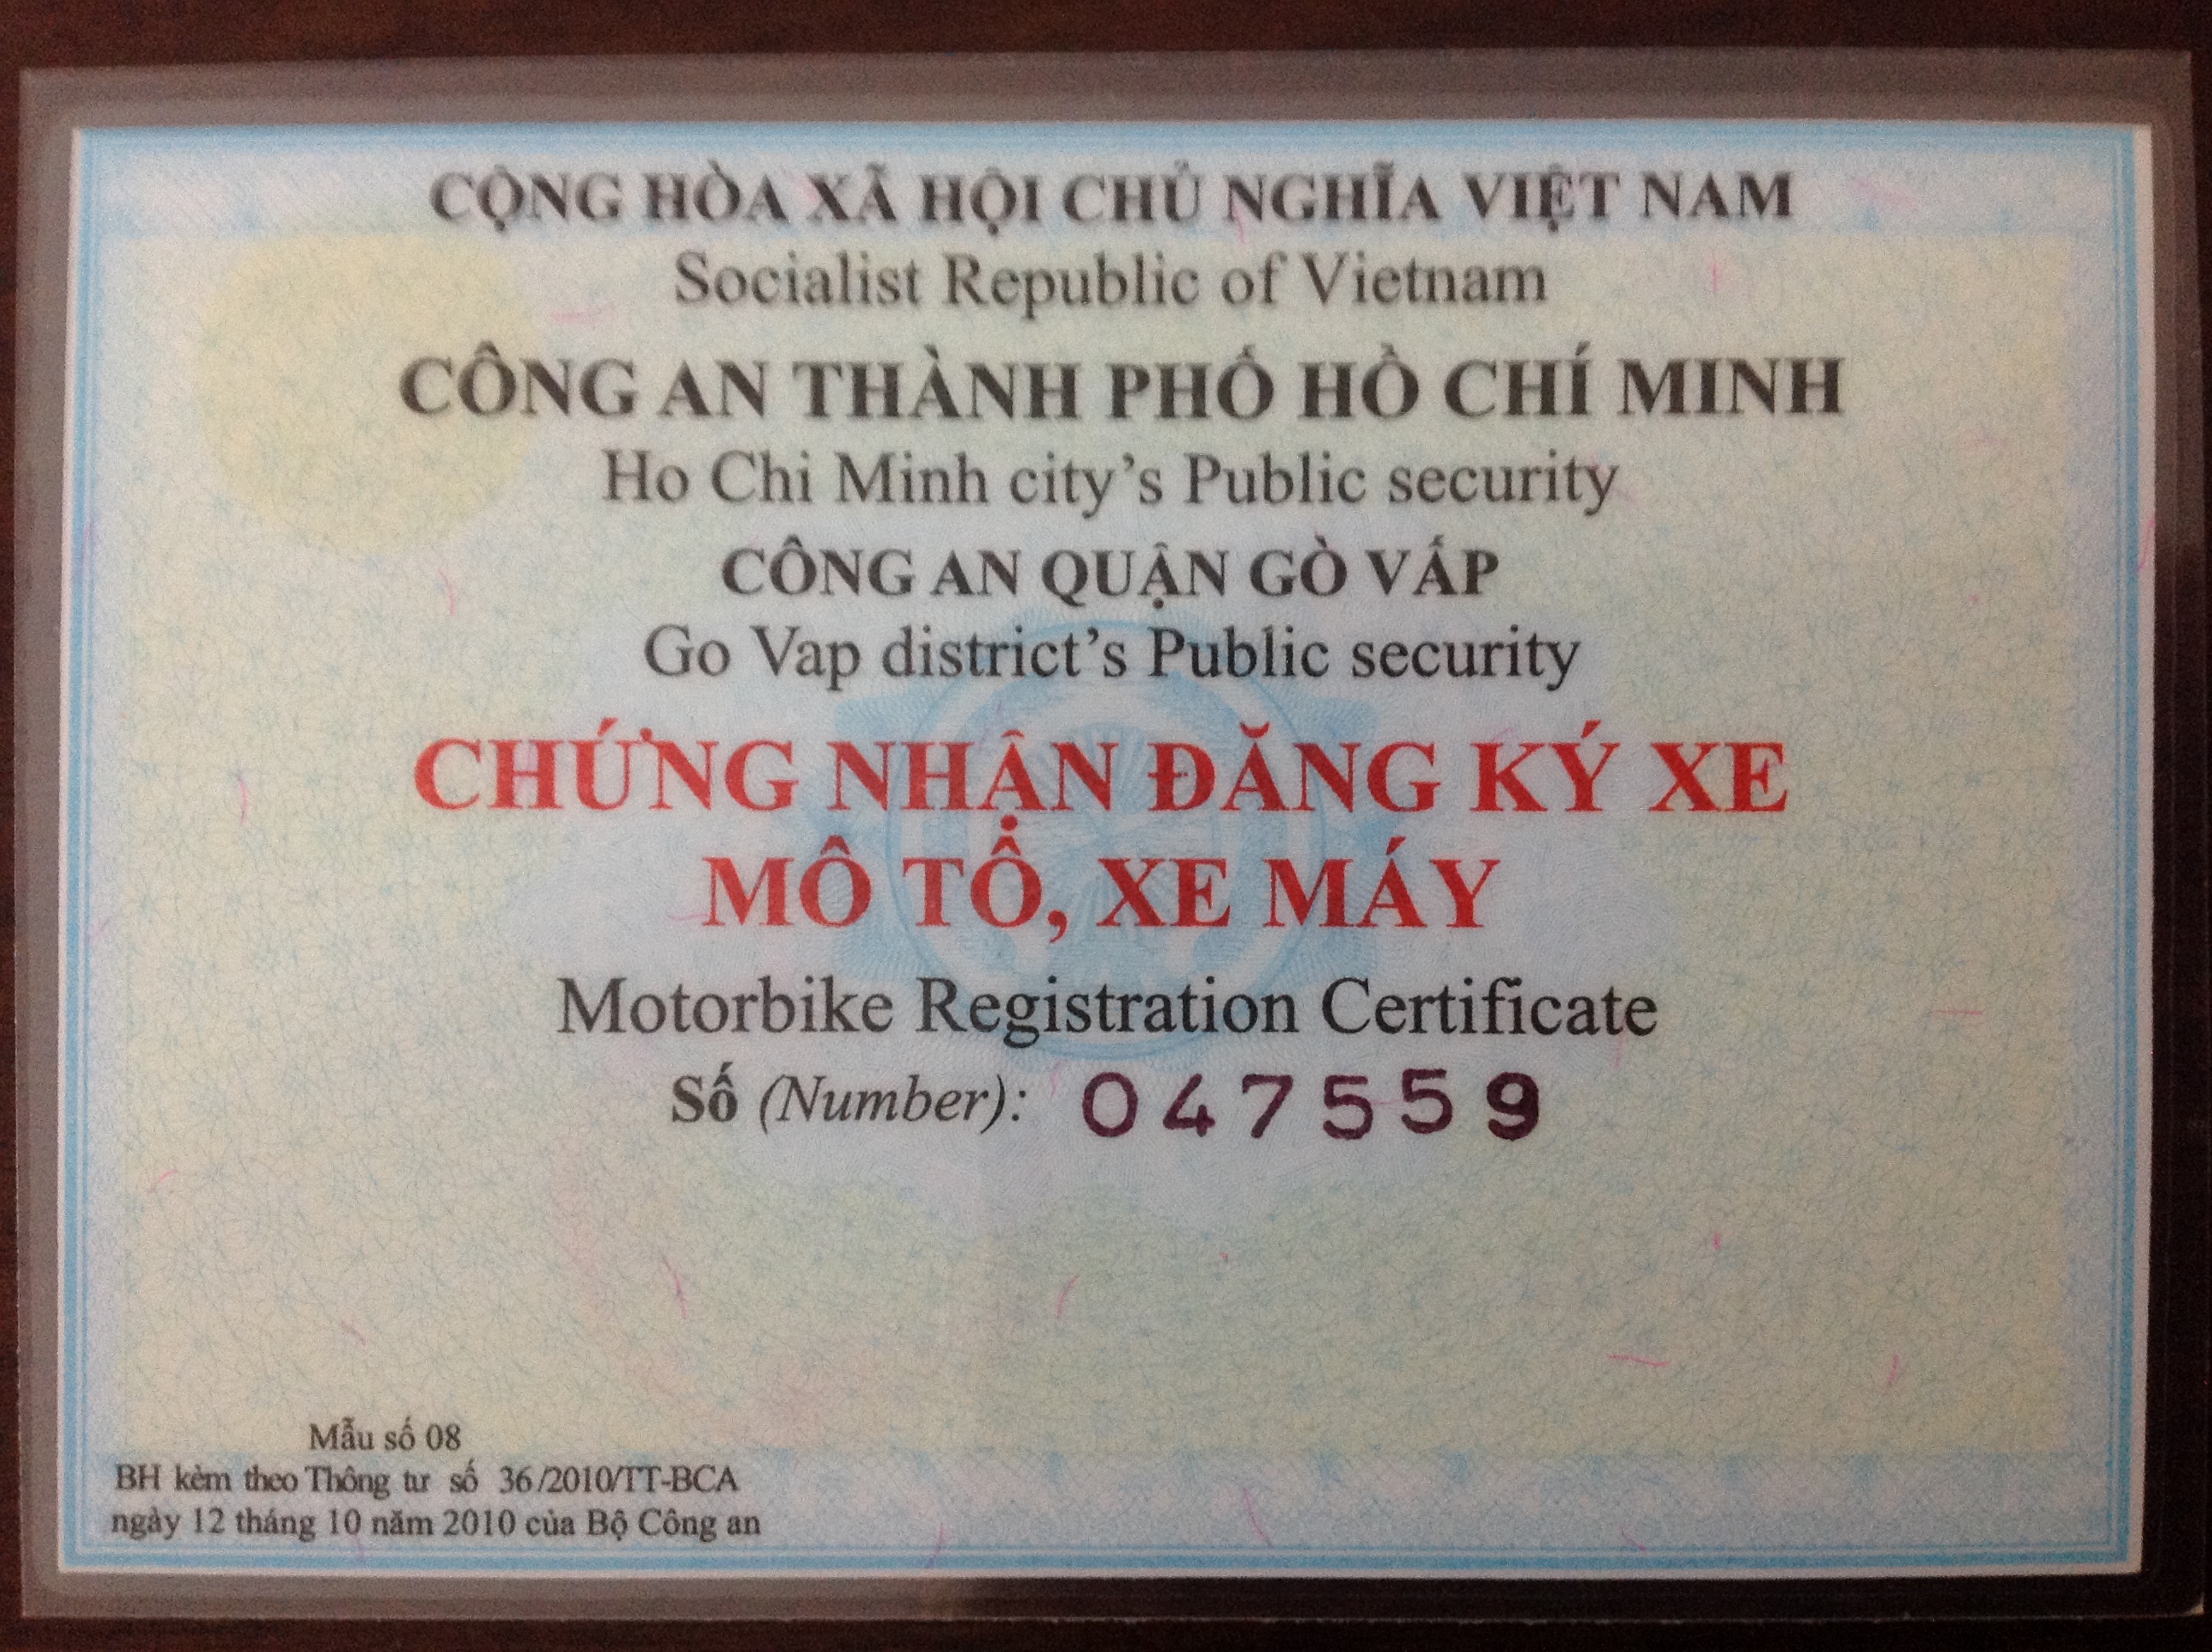 CỘNG HÒA XÃ HỘI CHỦ NGHĨA VIỆT NAM
Socialist Republic of Vietnam
CÔNG AN THÀNH PHỐ HỒ CHÍ MINH
Ho Chi Minh city’s Public security
CÔNG AN QUẬN GÒ VẤP
Go Vap district’s Public security
CHỨNG NHẬN ĐĂNG KÝ XE
MÔ TÔ, XE MÁY
Motorbike Registration Certificate
Số (Number): 047559
Mẫu số 08
BH kèm theo Thông tư số 36/2010/TT-BCA
ngày 12 tháng 10 năm 2010 của Bộ Công an